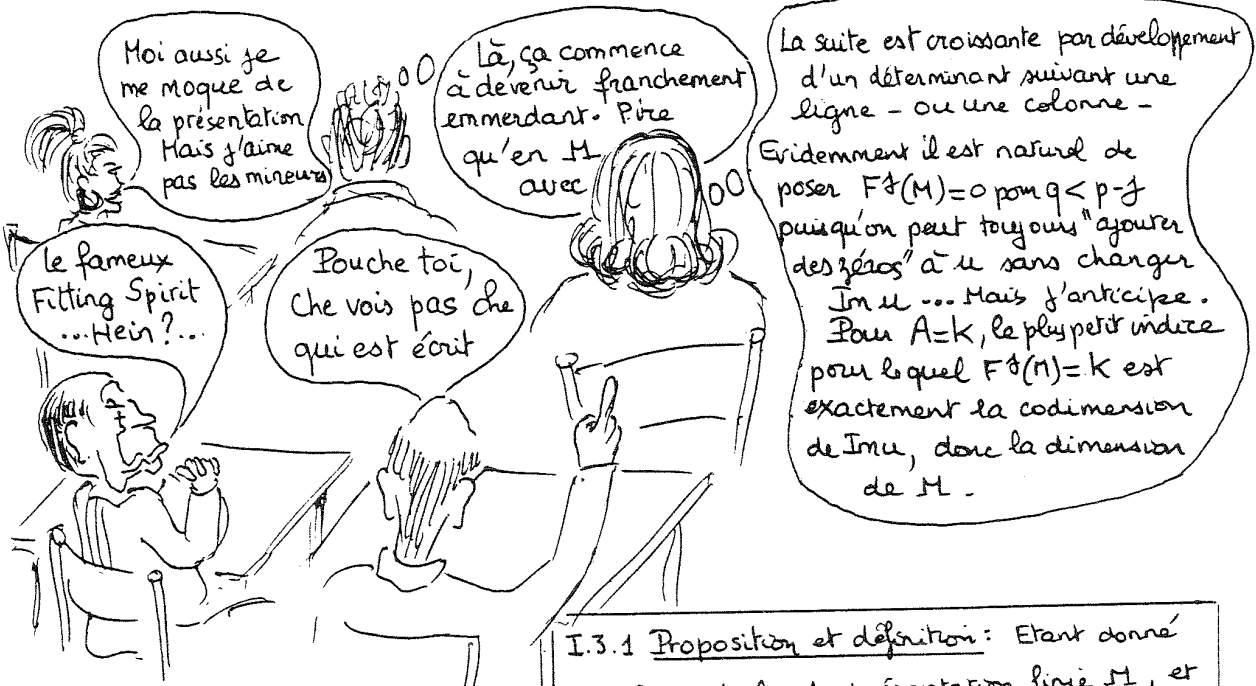 Moi aussi je
me moque de
la présentation
Mais j'aime
pas les mineurs
Là, ça commence
à devenir franchement
emmerdant. Pire
qu'en M
avec
La suite est croissante par développement
d'un déterminant suivant une
ligne - ou une colonne -
Evidemment il est naturel de
poser F^j(M)=0 pour q < p-j
puisqu'on peut toujours "ajouter
des zéros" à u sans changer
Im u ... Mais j'anticipe.
Pour A=k, le plus petit indice
pour lequel F^j(M)=k est
exactement la codimension
de Imu, donc la dimension
de M.
Le fameux
Fitting Spirit
...Hein?...
Pouche toi,
che vois pas che
qui est écrit
I.3.1 Proposition et définition: Etant donné
présentation finie M, et